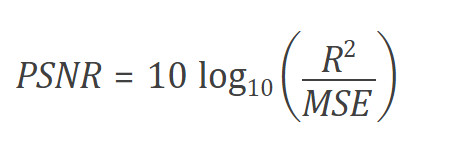 PSNR = 10 log₁₀ (R² / MSE)